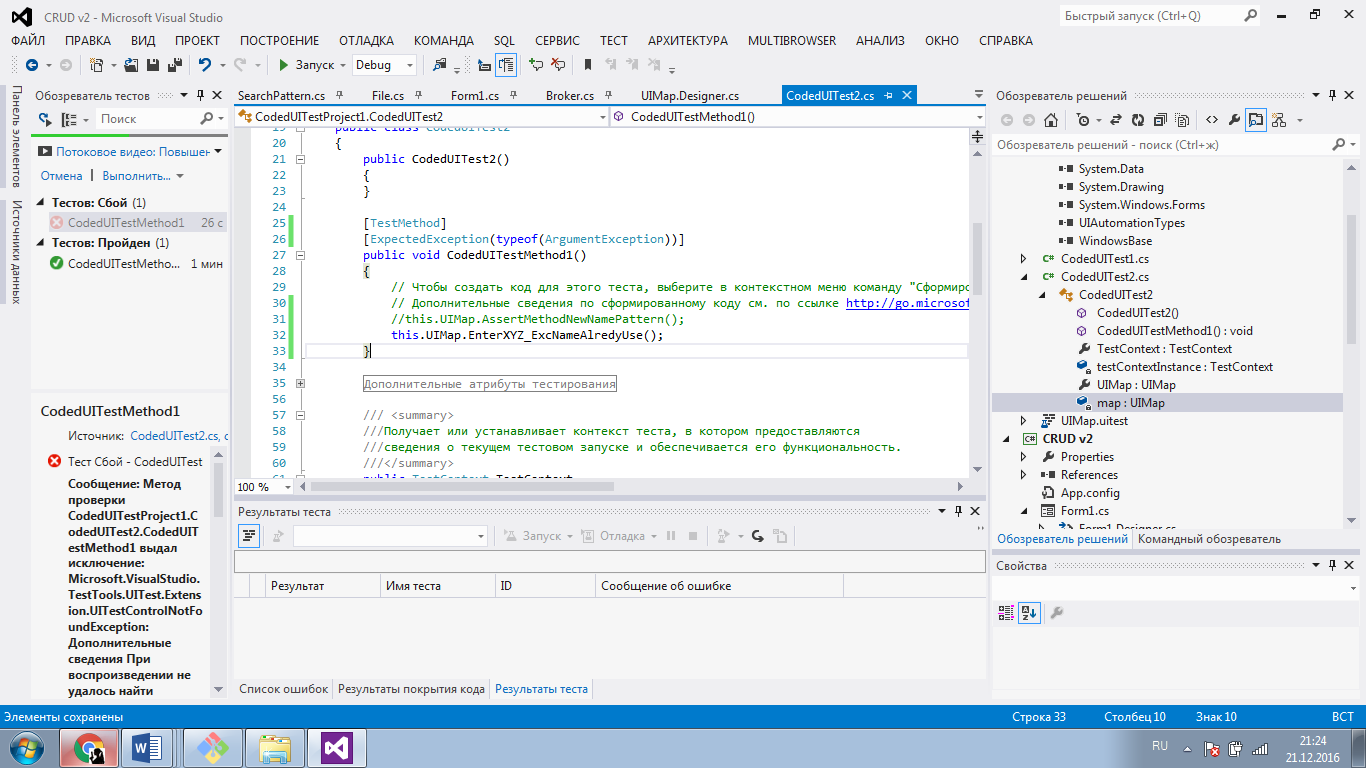 CRUD v2 - Microsoft Visual Studio
Быстрый запуск (Ctrl+Q)
ФАЙЛ ПРАВКА ВИД ПРОЕКТ ПОСТРОЕНИЕ ОТЛАДКА КОМАНДА SQL СЕРВИС ТЕСТ АРХИТЕКТУРА MULTIBROWSER АНАЛИЗ ОКНО СПРАВКА
Запуск Debug
Панель элементов
Источники данных
Обозреватель тестов
Поиск
Потоковое видео: Повышен
Отмена | Выполнить...
Тестов: Сбой (1)
CodedUITestMethod1 26 с
Тестов: Пройден (1)
CodedUITestMetho... 1 мин
CodedUITestMethod1
Источник: CodedUITest2.cs, с
Тест Сбой - CodedUITest
Сообщение: Метод
проверки
CodedUITestProject1.C
odedUITest2.CodedUIT
estMethod1 выдал
исключение:
Microsoft.VisualStudio.
TestTools.UITest.Exten
sion.UITestControlNotFo
undException:
Дополнительные
сведения При
воспроизведении не
удалось найти
SearchPattern.cs File.cs Form1.cs Broker.cs UIMap.Designer.cs CodedUITest2.cs
CodedUITestProject1.CodedUITest2 CodedUITestMethod1()
19 public class CodedUITest2
20 {
21 public CodedUITest2()
22 {
23 }
24
25 [TestMethod]
26 [ExpectedException(typeof(ArgumentException))]
27 public void CodedUITestMethod1()
28 {
29 // Чтобы создать код для этого теста, выберите в контекстном меню команду "Сформиро
30 // Дополнительные сведения по сформированному коду см. по ссылке http://go.microsof
31 //this.UIMap.AssertMethodNewNamePattern();
32 this.UIMap.EnterXYZ_ExcNameAlredyUse();
33 }
34
35 Дополнительные атрибуты тестирования
56
57 /// <summary>
58 ///Получает или устанавливает контекст теста, в котором предоставляются
59 ///сведения о текущем тестовом запуске и обеспечивается его функциональность.
60 ///</summary>
61 public TestContext TestContext
100 %
Результаты теста
Запуск Отладка
Результат Имя теста ID Сообщение об ошибке
Список ошибок Результаты покрытия кода Результаты теста
Обозреватель решений
Обозреватель решений - поиск (Ctrl+ж)
System.Data
System.Drawing
System.Windows.Forms
UIAutomationTypes
WindowsBase
CodedUITest1.cs
CodedUITest2.cs
CodedUITest2
CodedUITest2()
CodedUITestMethod1() : void
TestContext : TestContext
testContextInstance : TestContext
UIMap : UIMap
map : UIMap
UIMap.uitest
CRUD v2
Properties
References
App.config
Form1.cs
Form1.Designer.cs
Обозреватель решений Командный обозреватель
Свойства
Элементы сохранены Строка 33 Столбец 10 Знак 10 ВСТ
RU 21:24
21.12.2016